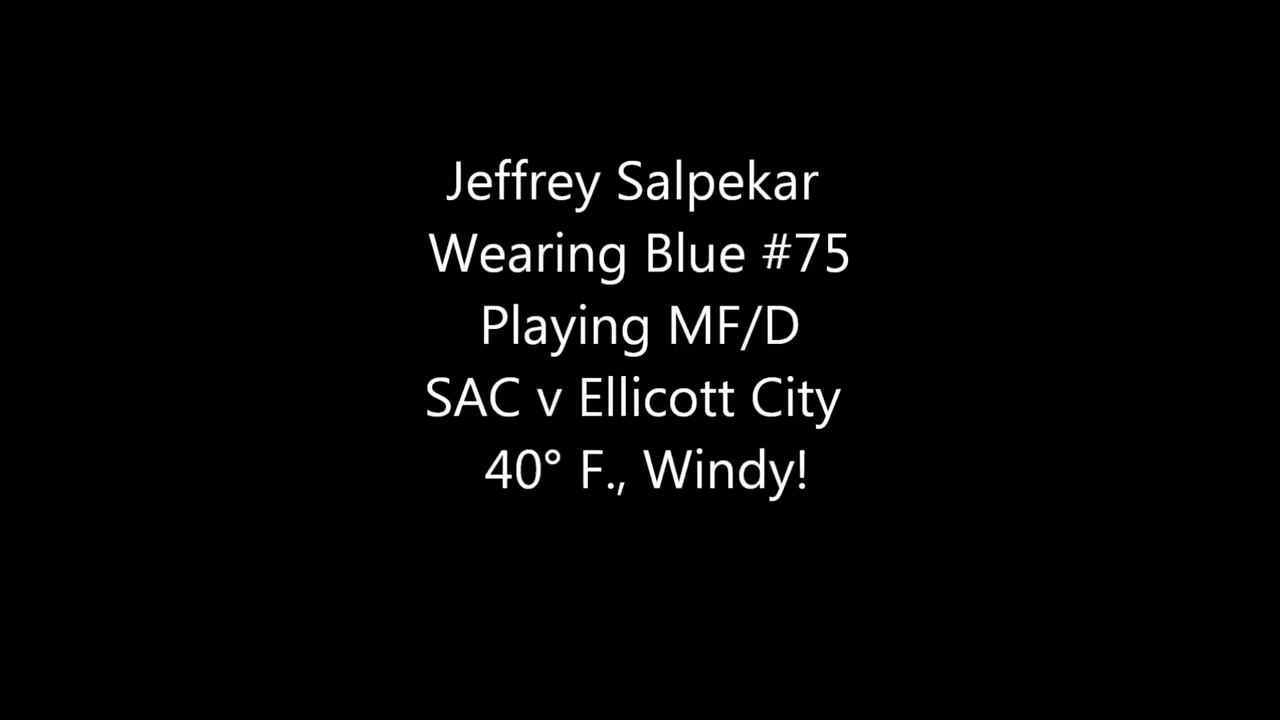 Jeffrey Salpekar
Wearing Blue #75
Playing MF/D
SAC v Ellicott City
40° F., Windy!